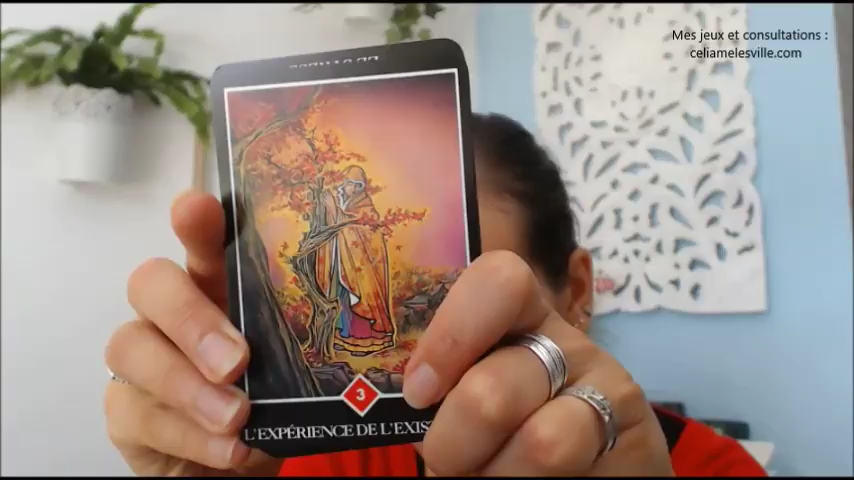 Mes jeux et consultations :
celiamelesville.com
3
L'EXPÉRIENCE DE L'EXIS